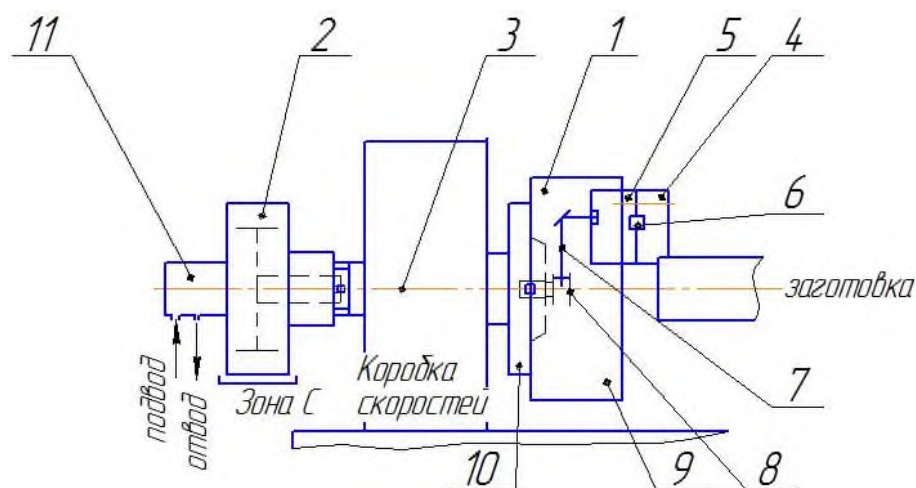 11 2 3 1 5 4
6
заготовка
подвод
отвод
Зона С
Коробка
скоростей
7
10 9 8